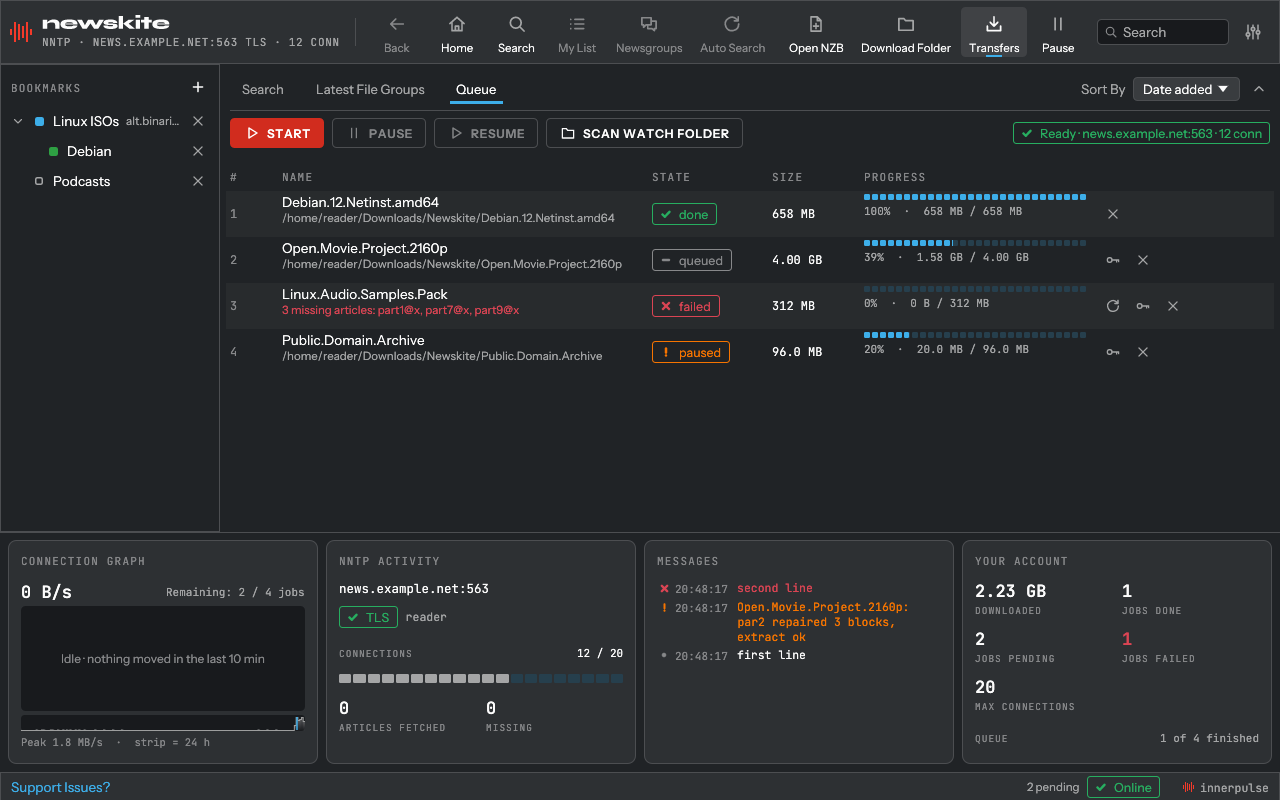 newskite
NNTP · NEWS.EXAMPLE.NET:563 TLS · 12 CONN
Back
Home
Search
My List
Newsgroups
Auto Search
Open NZB
Download Folder
Transfers
Pause
Search
BOOKMARKS
Linux ISOs alt.binari...
Debian
Podcasts
Search
Latest File Groups
Queue
Sort By
Date added
START
PAUSE
RESUME
SCAN WATCH FOLDER
Ready · news.example.net:563 · 12 conn
# NAME STATE SIZE PROGRESS
1 Debian.12.Netinst.amd64
/home/reader/Downloads/Newskite/Debian.12.Netinst.amd64
done
658 MB
100% · 658 MB / 658 MB
2 Open.Movie.Project.2160p
/home/reader/Downloads/Newskite/Open.Movie.Project.2160p
queued
4.00 GB
39% · 1.58 GB / 4.00 GB
3 Linux.Audio.Samples.Pack
3 missing articles: part1@x, part7@x, part9@x
failed
312 MB
0% · 0 B / 312 MB
4 Public.Domain.Archive
/home/reader/Downloads/Newskite/Public.Domain.Archive
paused
96.0 MB
20% · 20.0 MB / 96.0 MB
CONNECTION GRAPH
0 B/s
Remaining: 2 / 4 jobs
Idle · nothing moved in the last 10 min
Peak 1.8 MB/s · strip = 24 h
NNTP ACTIVITY
news.example.net:563
TLS
reader
CONNECTIONS
12 / 20
0
ARTICLES FETCHED
0
MISSING
MESSAGES
20:48:17 second line
20:48:17 Open.Movie.Project.2160p:
par2 repaired 3 blocks,
extract ok
20:48:17 first line
YOUR ACCOUNT
2.23 GB
DOWNLOADED
1
JOBS DONE
2
JOBS PENDING
1
JOBS FAILED
20
MAX CONNECTIONS
QUEUE
1 of 4 finished
Support Issues?
2 pending
Online
innerpulse